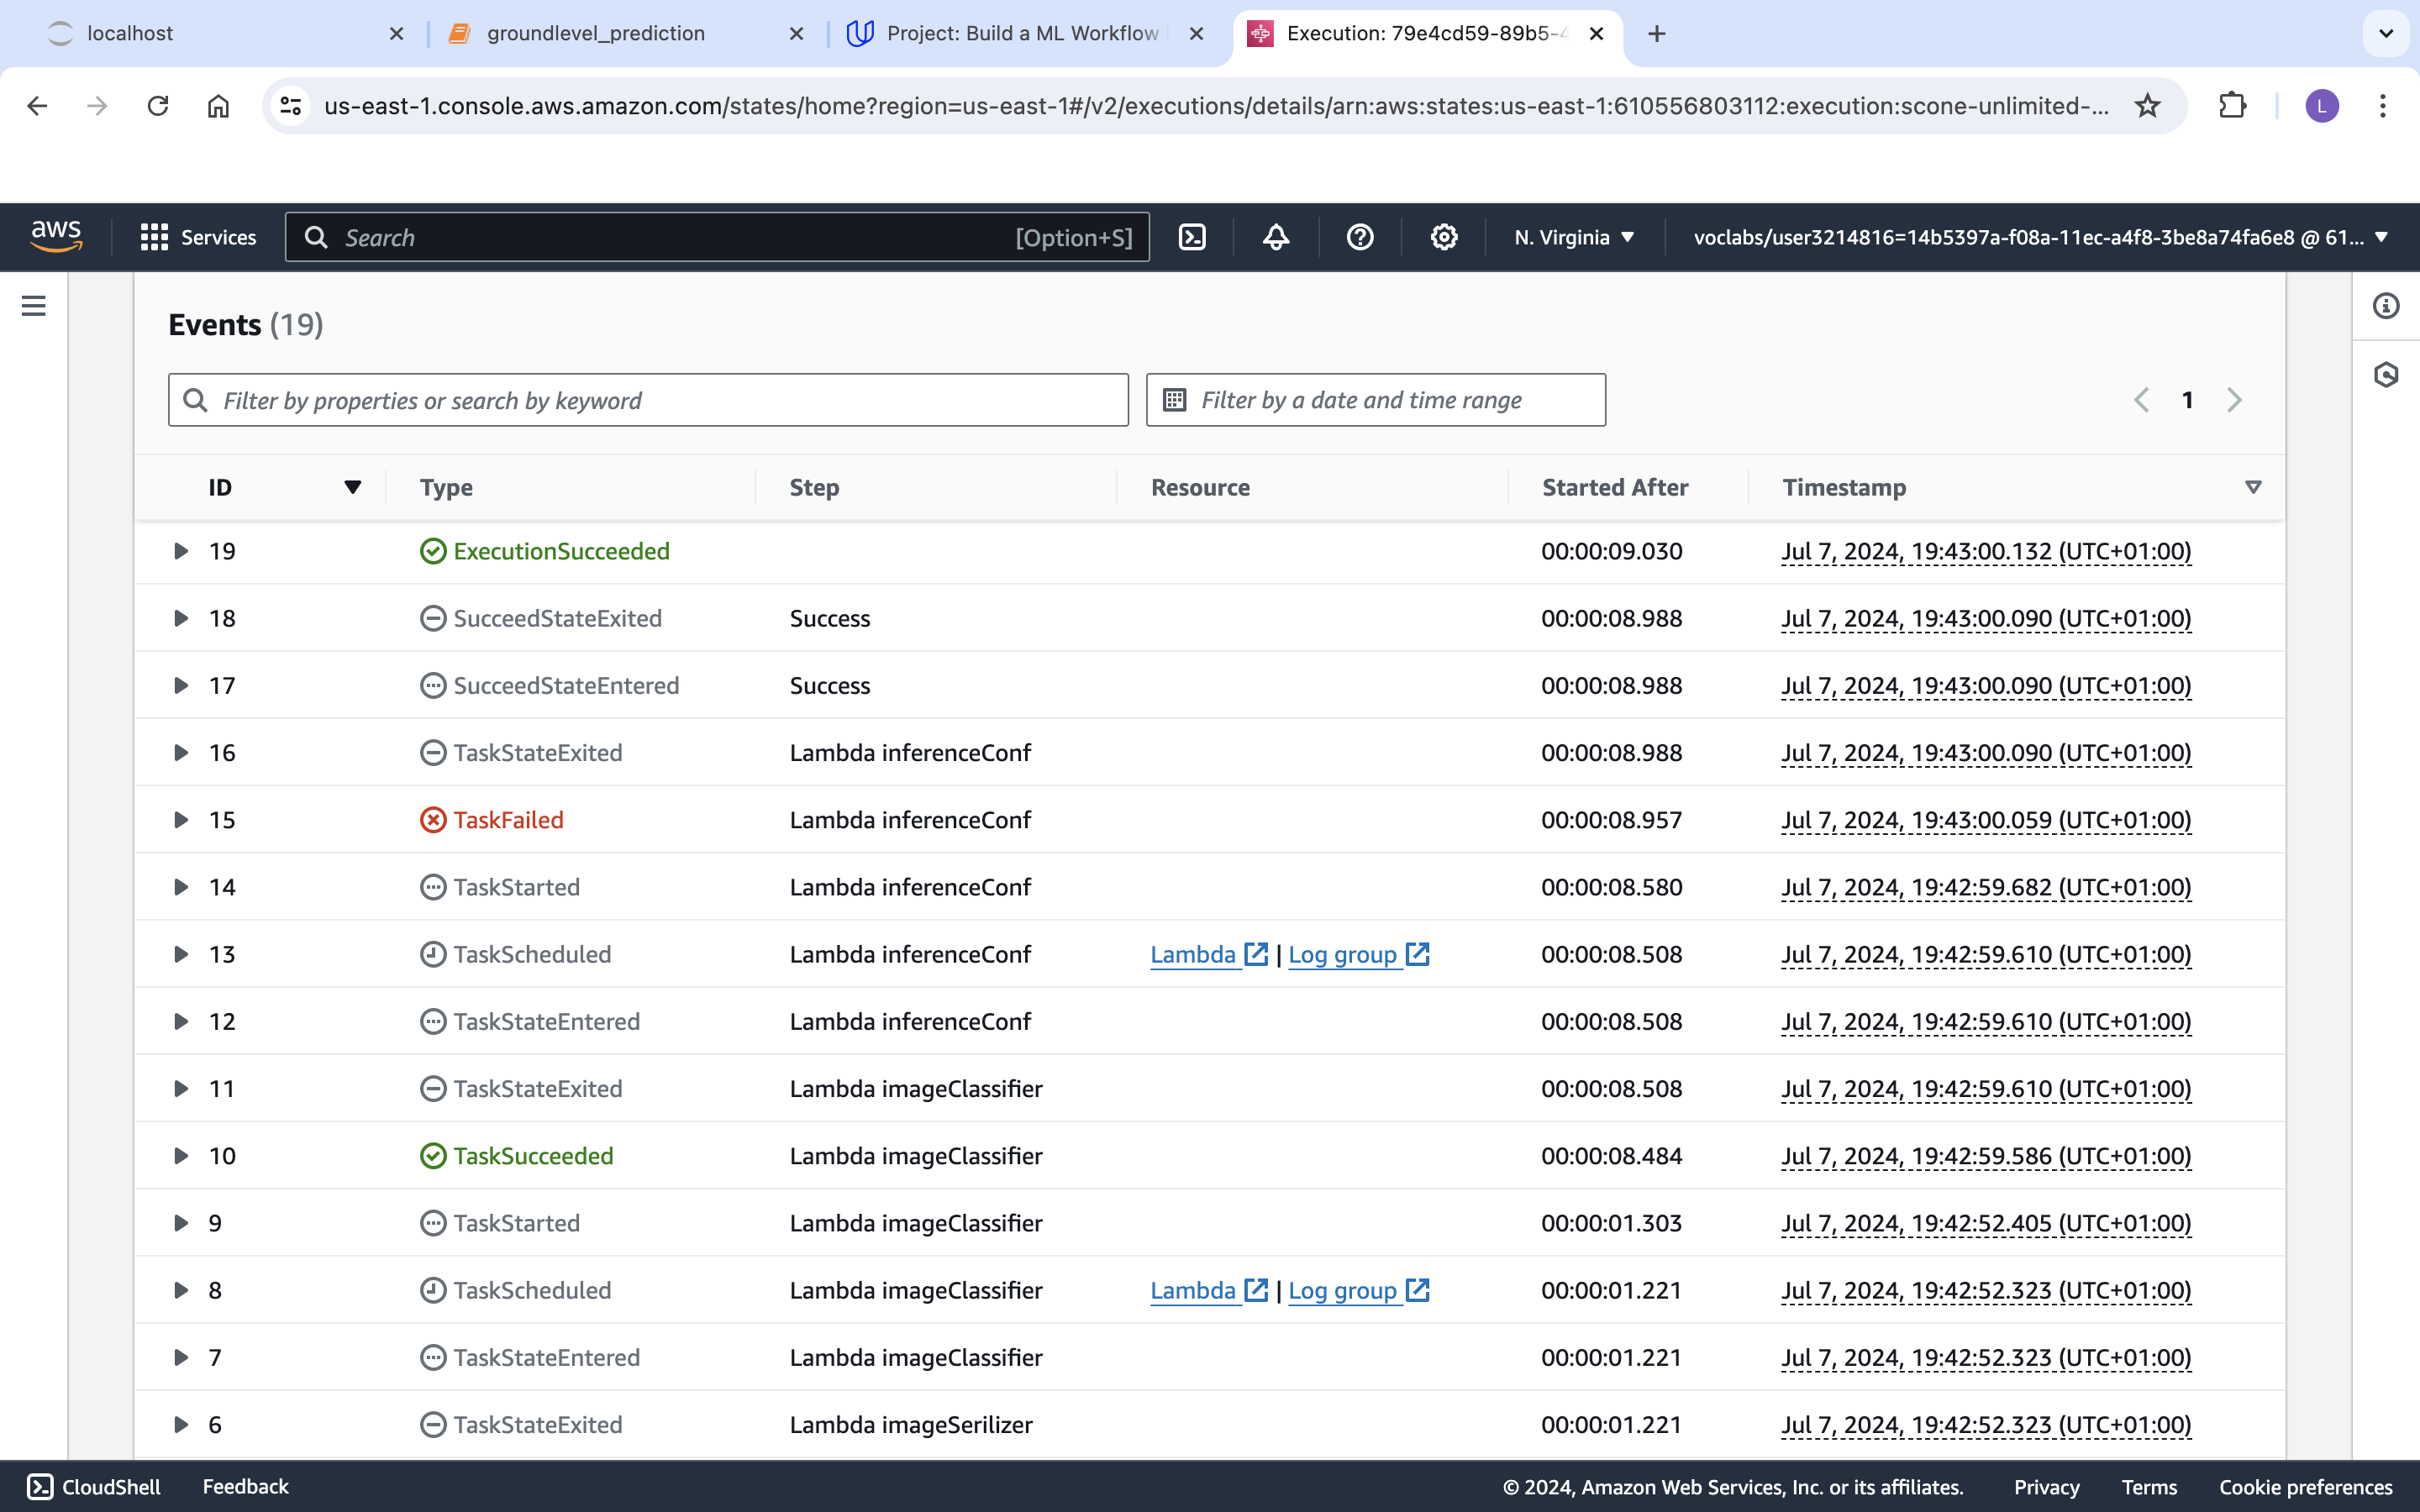 localhost
groundlevel_prediction
Project: Build a ML Workflow
Execution: 79e4cd59-89b5-4
us-east-1.console.aws.amazon.com/states/home?region=us-east-1#/v2/executions/details/arn:aws:states:us-east-1:610556803112:execution:scone-unlimited-...
L
aws
Services
Search
[Option+S]
N. Virginia
voclabs/user3214816=14b5397a-f08a-11ec-a4f8-3be8a74fa6e8 @ 61...
Events (19)
Filter by properties or search by keyword
Filter by a date and time range
1
ID Type Step Resource Started After Timestamp
19 ExecutionSucceeded 00:00:09.030 Jul 7, 2024, 19:43:00.132 (UTC+01:00)
18 SucceedStateExited Success 00:00:08.988 Jul 7, 2024, 19:43:00.090 (UTC+01:00)
17 SucceedStateEntered Success 00:00:08.988 Jul 7, 2024, 19:43:00.090 (UTC+01:00)
16 TaskStateExited Lambda inferenceConf 00:00:08.988 Jul 7, 2024, 19:43:00.090 (UTC+01:00)
15 TaskFailed Lambda inferenceConf 00:00:08.957 Jul 7, 2024, 19:43:00.059 (UTC+01:00)
14 TaskStarted Lambda inferenceConf 00:00:08.580 Jul 7, 2024, 19:42:59.682 (UTC+01:00)
13 TaskScheduled Lambda inferenceConf Lambda | Log group 00:00:08.508 Jul 7, 2024, 19:42:59.610 (UTC+01:00)
12 TaskStateEntered Lambda inferenceConf 00:00:08.508 Jul 7, 2024, 19:42:59.610 (UTC+01:00)
11 TaskStateExited Lambda imageClassifier 00:00:08.508 Jul 7, 2024, 19:42:59.610 (UTC+01:00)
10 TaskSucceeded Lambda imageClassifier 00:00:08.484 Jul 7, 2024, 19:42:59.586 (UTC+01:00)
9 TaskStarted Lambda imageClassifier 00:00:01.303 Jul 7, 2024, 19:42:52.405 (UTC+01:00)
8 TaskScheduled Lambda imageClassifier Lambda | Log group 00:00:01.221 Jul 7, 2024, 19:42:52.323 (UTC+01:00)
7 TaskStateEntered Lambda imageClassifier 00:00:01.221 Jul 7, 2024, 19:42:52.323 (UTC+01:00)
6 TaskStateExited Lambda imageSerilizer 00:00:01.221 Jul 7, 2024, 19:42:52.323 (UTC+01:00)
CloudShell Feedback © 2024, Amazon Web Services, Inc. or its affiliates. Privacy Terms Cookie preferences